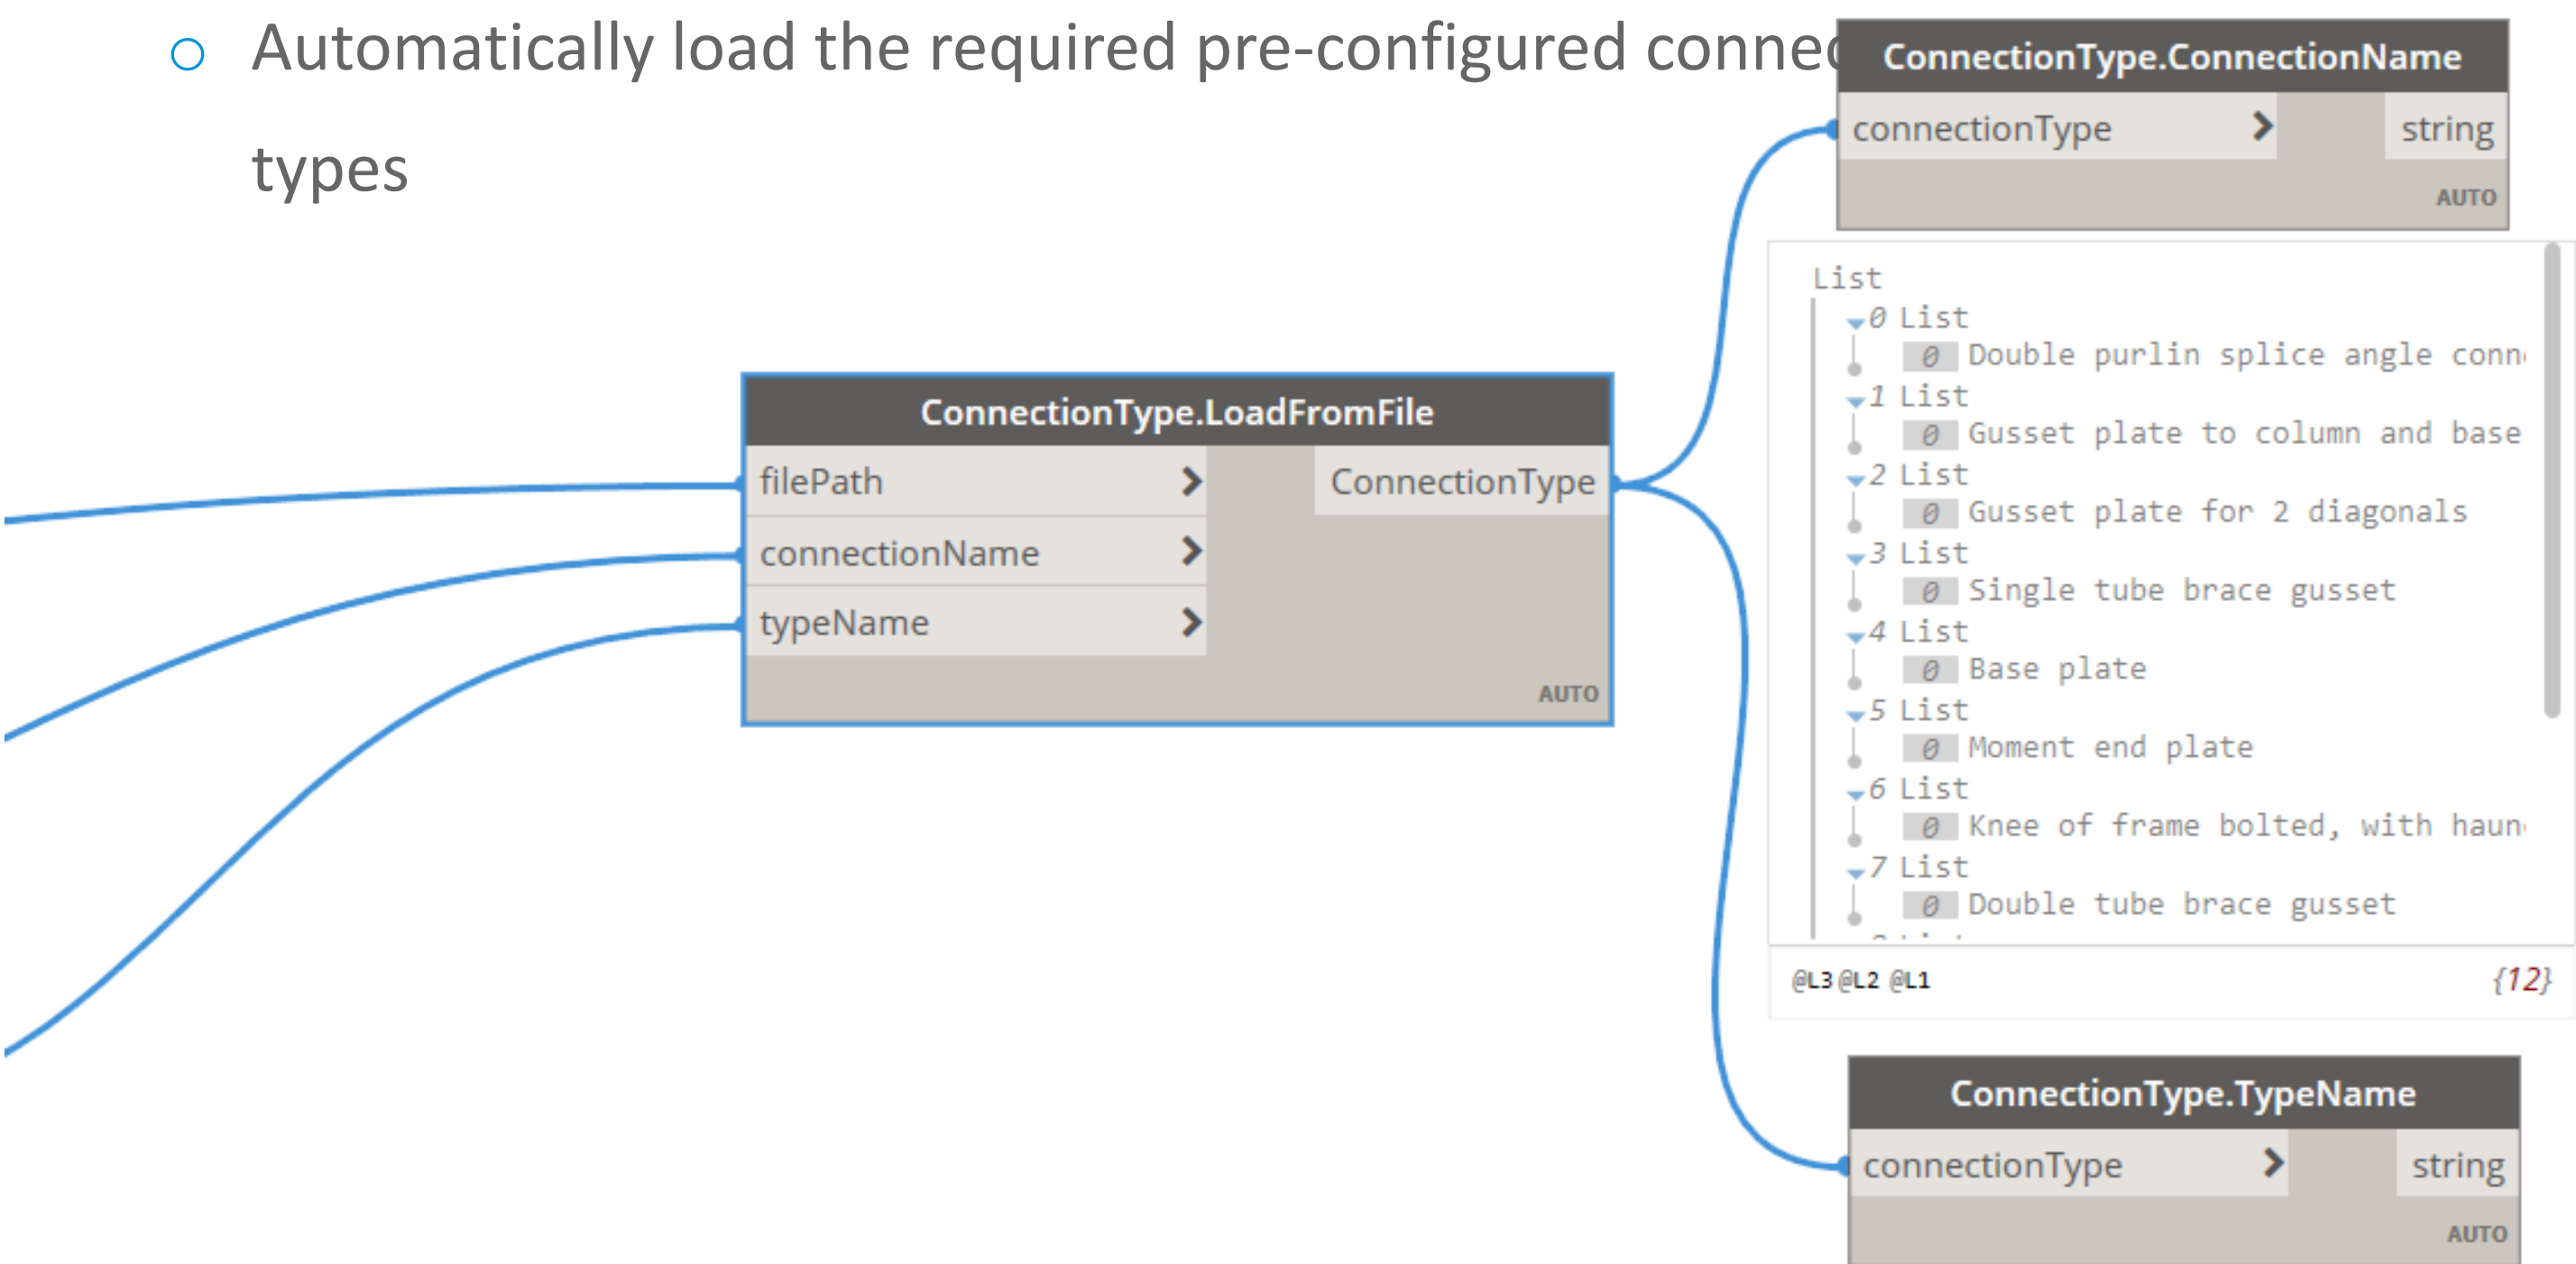 Automatically load the required pre-configured connec
types
ConnectionType.ConnectionName
connectionType
string
AUTO
List
0 List
0 Double purlin splice angle conn
1 List
0 Gusset plate to column and base
2 List
0 Gusset plate for 2 diagonals
3 List
0 Single tube brace gusset
4 List
0 Base plate
5 List
0 Moment end plate
6 List
0 Knee of frame bolted, with haun
7 List
0 Double tube brace gusset
@L3 @L2 @L1
{12}
ConnectionType.LoadFromFile
filePath
ConnectionType
connectionName
typeName
AUTO
ConnectionType.TypeName
connectionType
string
AUTO